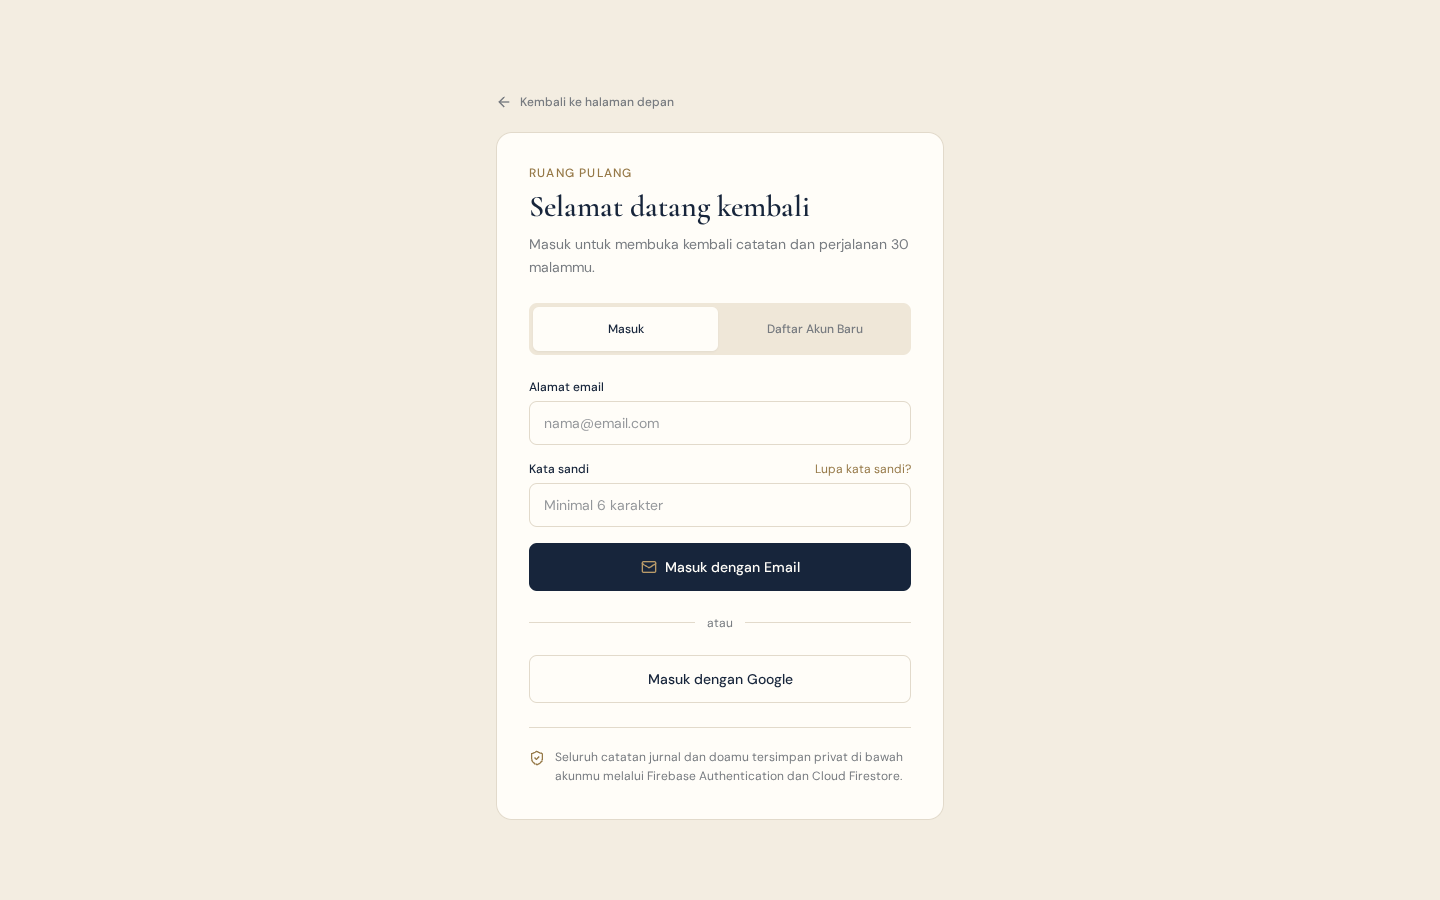 Kembali ke halaman depan
RUANG PULANG
Selamat datang kembali
Masuk untuk membuka kembali catatan dan perjalanan 30
malammu.
Masuk
Daftar Akun Baru
Alamat email
nama@email.com
Kata sandi
Lupa kata sandi?
Minimal 6 karakter
Masuk dengan Email
atau
Masuk dengan Google
Seluruh catatan jurnal dan doamu tersimpan privat di bawah
akunmu melalui Firebase Authentication dan Cloud Firestore.